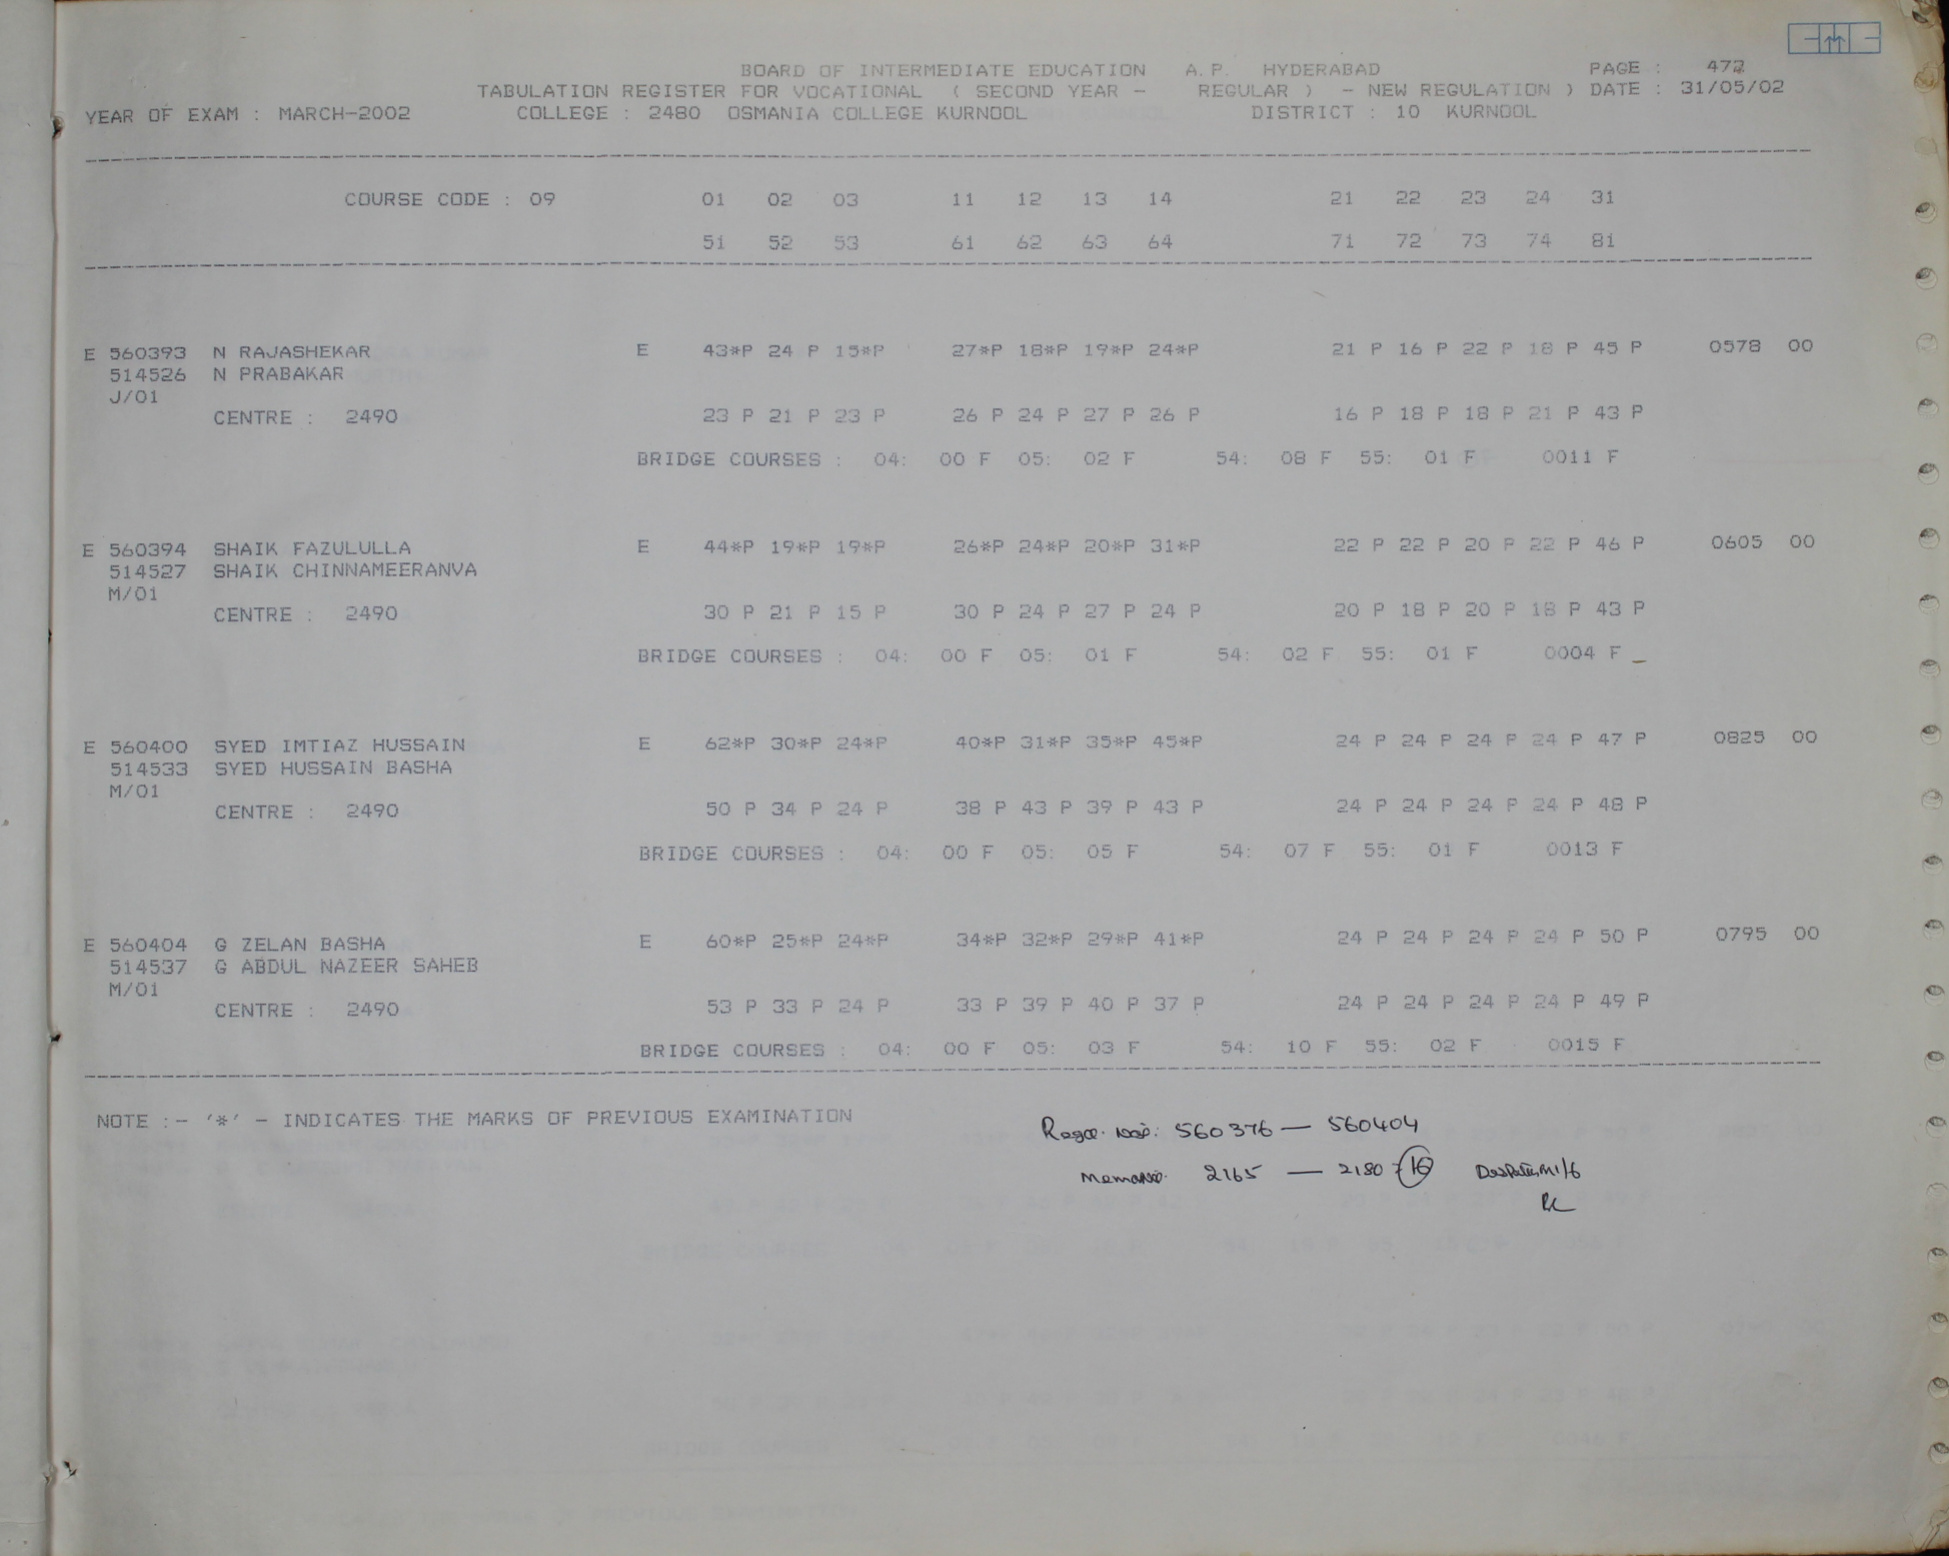 BOARD OF INTERMEDIATE EDUCATION A.P. HYDERABAD PAGE : 472
TABULATION REGISTER FOR VOCATIONAL ( SECOND YEAR - REGULAR ) - NEW REGULATION ) DATE : 31/05/02
YEAR OF EXAM : MARCH-2002 COLLEGE : 2480 OSMANIA COLLEGE KURNOOL DISTRICT : 10 KURNOOL
COURSE CODE : 09 01 02 03 11 12 13 14 21 22 23 24 31
51 52 53 61 62 63 64 71 72 73 74 81
E 560393 N RAJASHEKAR E 43*P 24 P 15*P 27*P 18*P 19*P 24*P 21 P 16 P 22 P 18 P 45 P 0578 00
514526 N PRABAKAR
J/01
CENTRE : 2490 23 P 21 P 23 P 26 P 24 P 27 P 26 P 16 P 18 P 18 P 21 P 43 P
BRIDGE COURSES : 04: 00 F 05: 02 F 54: 08 F 55: 01 F 0011 F
E 560394 SHAIK FAZULULLA E 44*P 19*P 19*P 26*P 24*P 20*P 31*P 22 P 22 P 20 P 22 P 46 P 0605 00
514527 SHAIK CHINNAMEERANVA
M/01
CENTRE : 2490 30 P 21 P 15 P 30 P 24 P 27 P 24 P 20 P 18 P 20 P 18 P 43 P
BRIDGE COURSES : 04: 00 F 05: 01 F 54: 02 F 55: 01 F 0004 F
E 560400 SYED IMTIAZ HUSSAIN E 62*P 30*P 24*P 40*P 31*P 35*P 45*P 24 P 24 P 24 P 24 P 47 P 0825 00
514533 SYED HUSSAIN BASHA
M/01
CENTRE : 2490 50 P 34 P 24 P 38 P 43 P 39 P 43 P 24 P 24 P 24 P 24 P 48 P
BRIDGE COURSES : 04: 00 F 05: 05 F 54: 07 F 55: 01 F 0013 F
E 560404 G ZELAN BASHA E 60*P 25*P 24*P 34*P 32*P 29*P 41*P 24 P 24 P 24 P 24 P 50 P 0795 00
514537 G ABDUL NAZEER SAHEB
M/01
CENTRE : 2490 53 P 33 P 24 P 33 P 39 P 40 P 37 P 24 P 24 P 24 P 24 P 49 P
BRIDGE COURSES : 04: 00 F 05: 03 F 54: 10 F 55: 02 F 0015 F
NOTE :- '*' - INDICATES THE MARKS OF PREVIOUS EXAMINATION
560376 — 560404
2165 — 2180